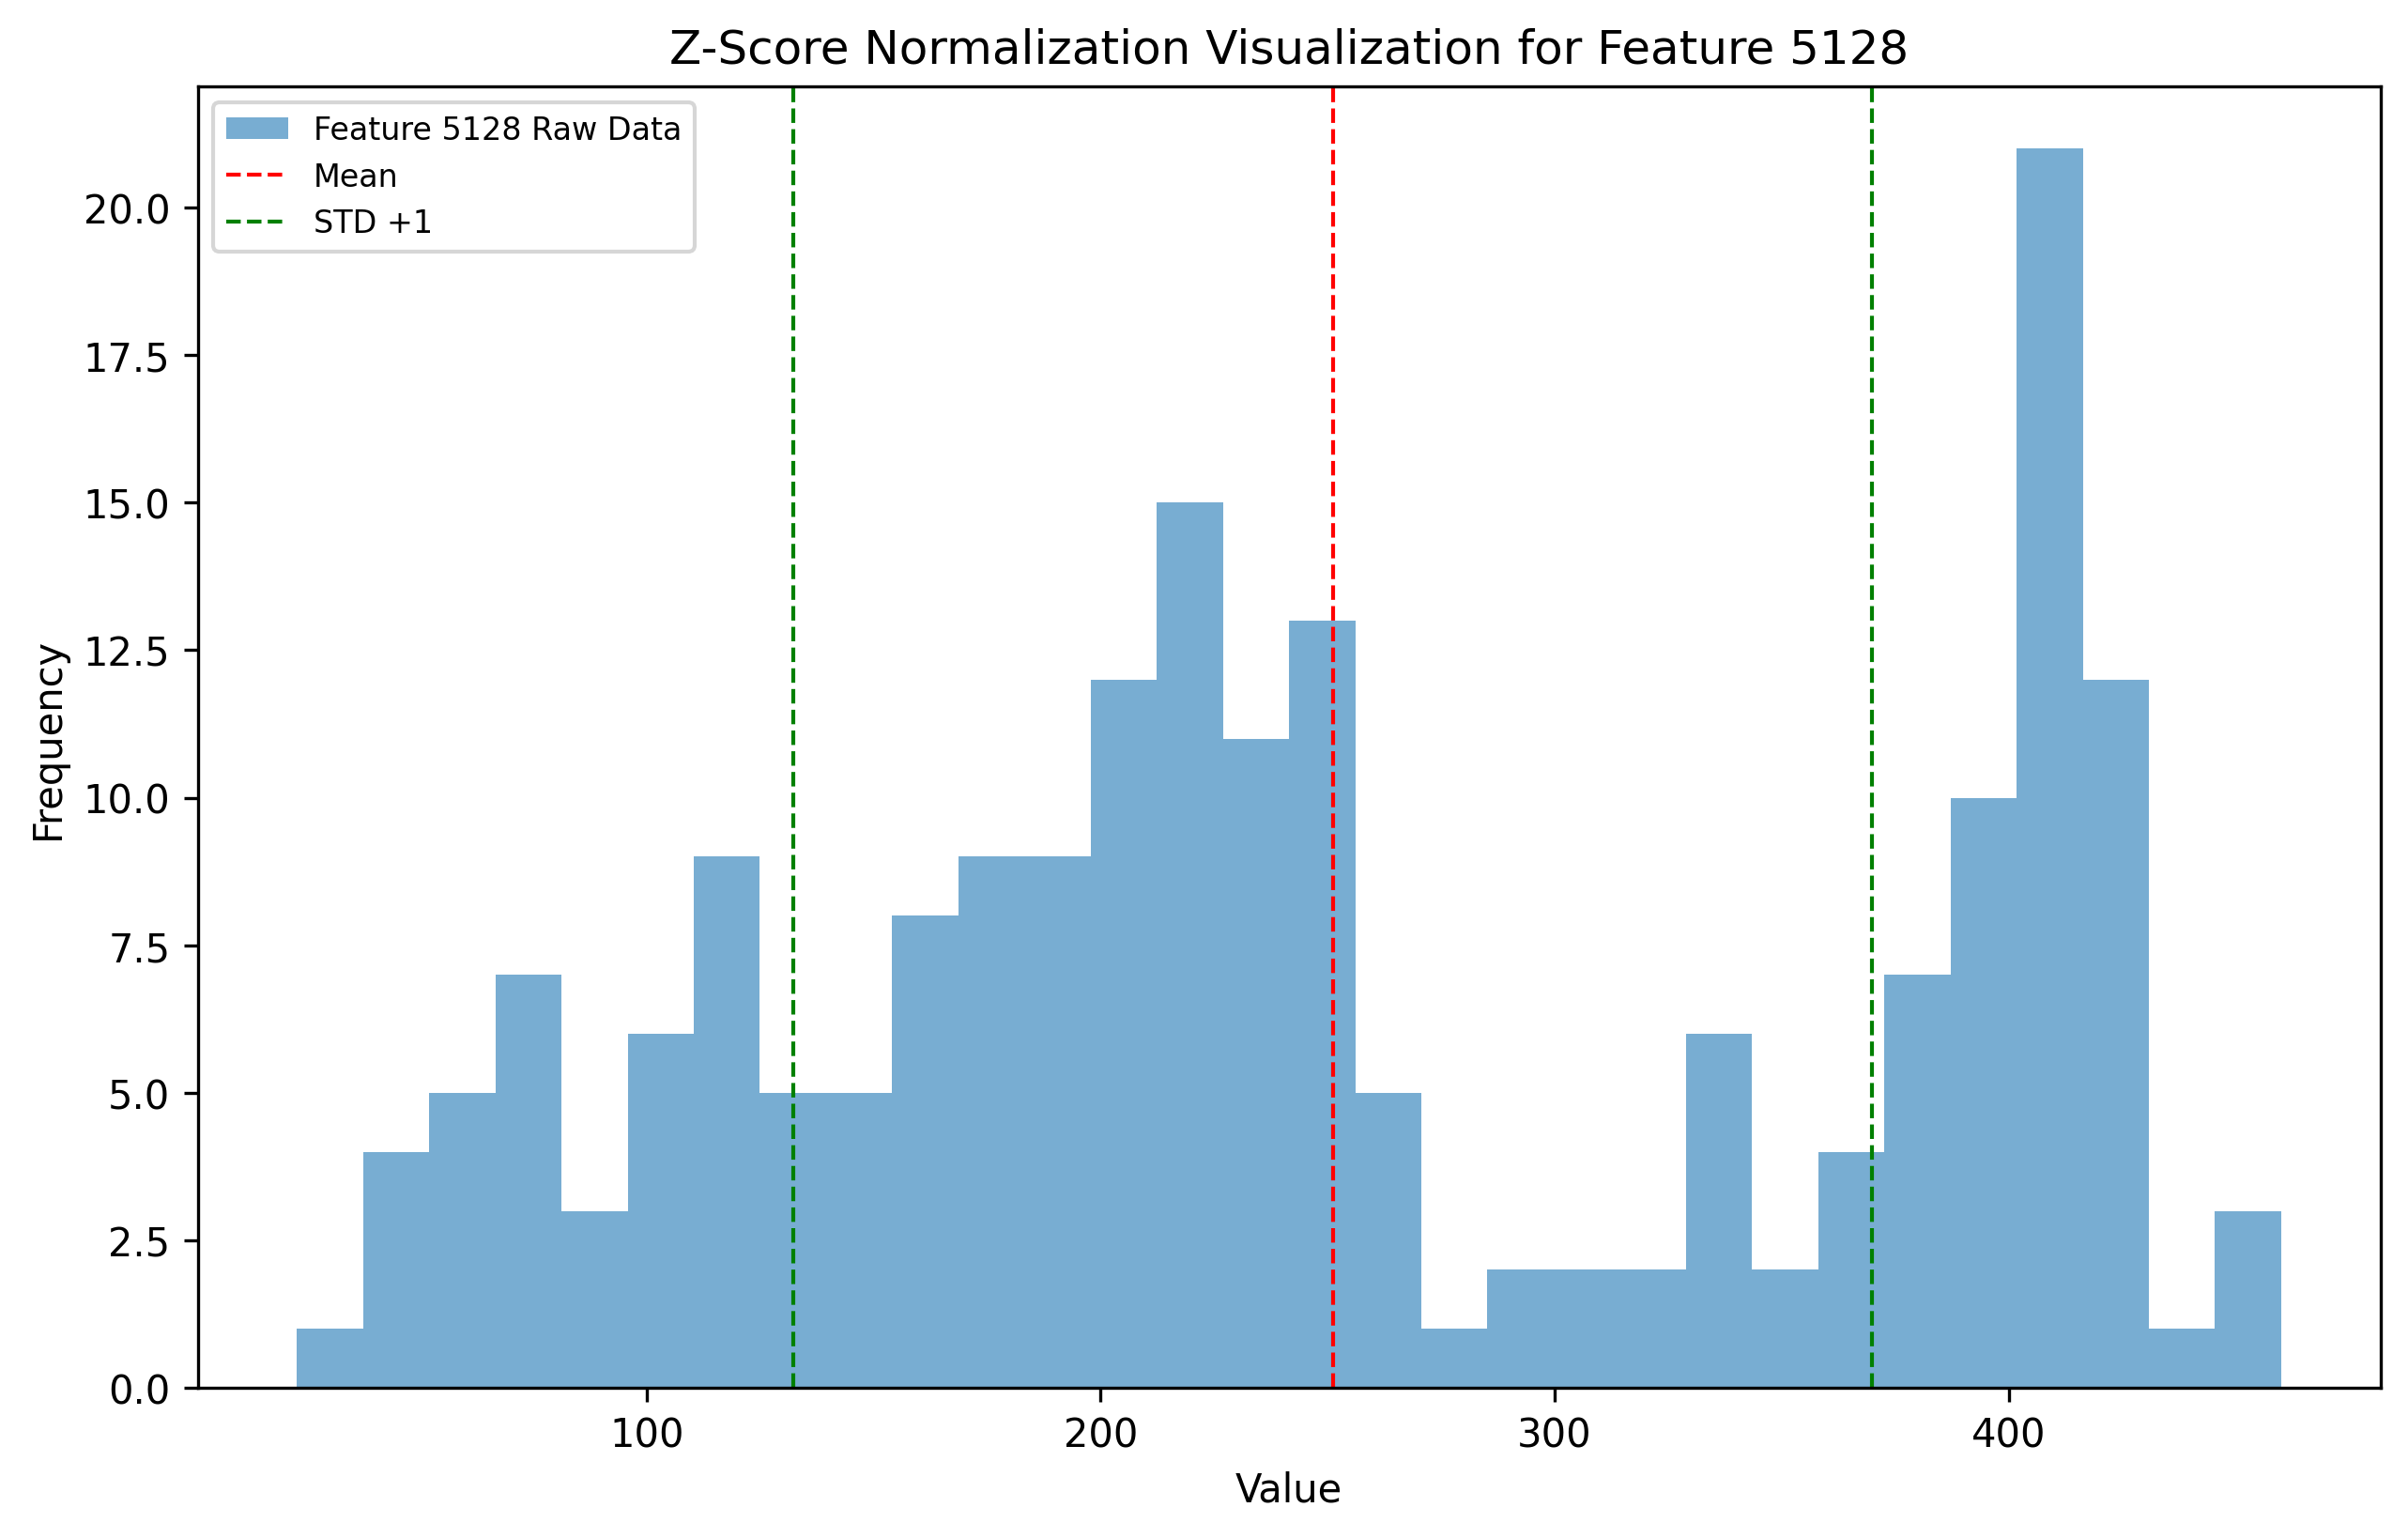 Z-Score Normalization Visualization for Feature 5128
Feature 5128 Raw Data
Mean
STD +1
Frequency
20.0
17.5
15.0
12.5
10.0
7.5
5.0
2.5
0.0
100 200 300 400
Value